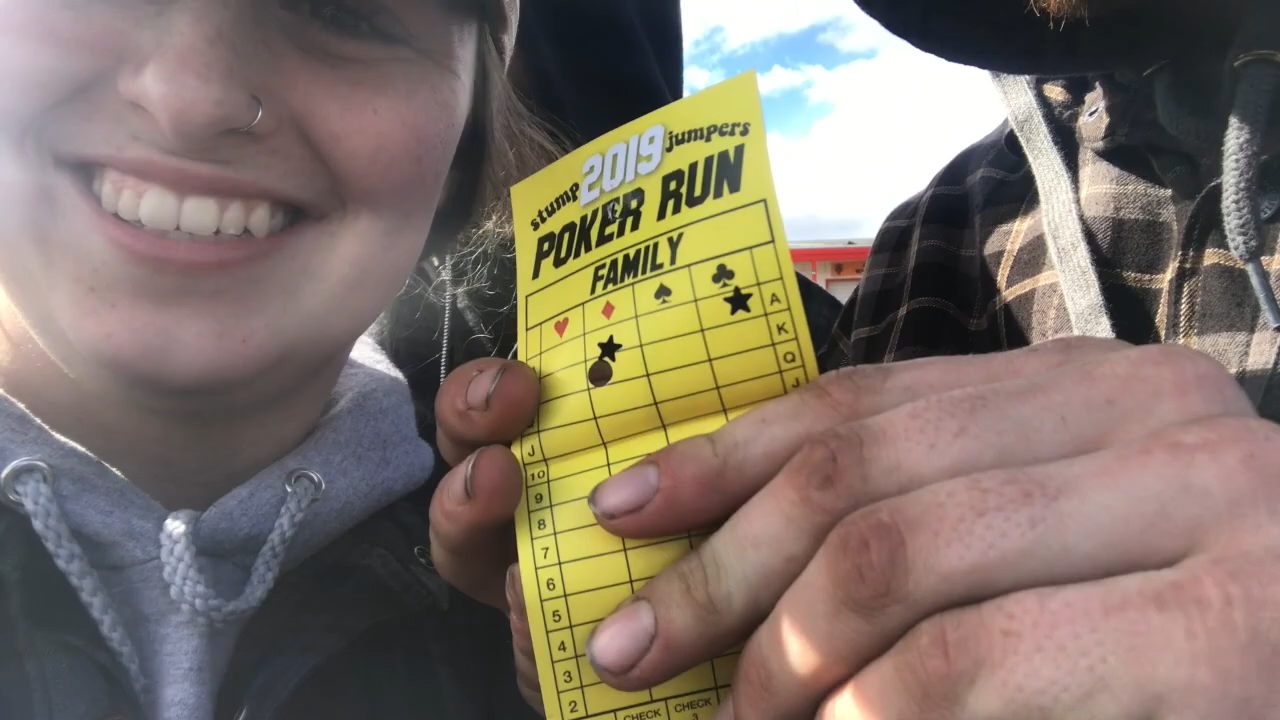 stump 2019 jumpers
POKER RUN
FAMILY
A
K
Q
J
J
10
9
8
7
6
5
4
3
2
CHECK CHECK
3